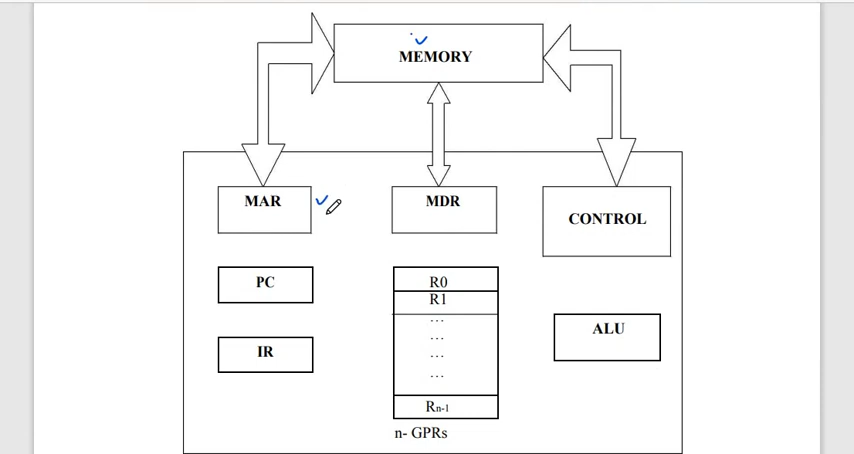 MEMORY
MAR
MDR
CONTROL
PC
R0
R1
ALU
...
...
IR
...
...
Rn-1
n- GPRs